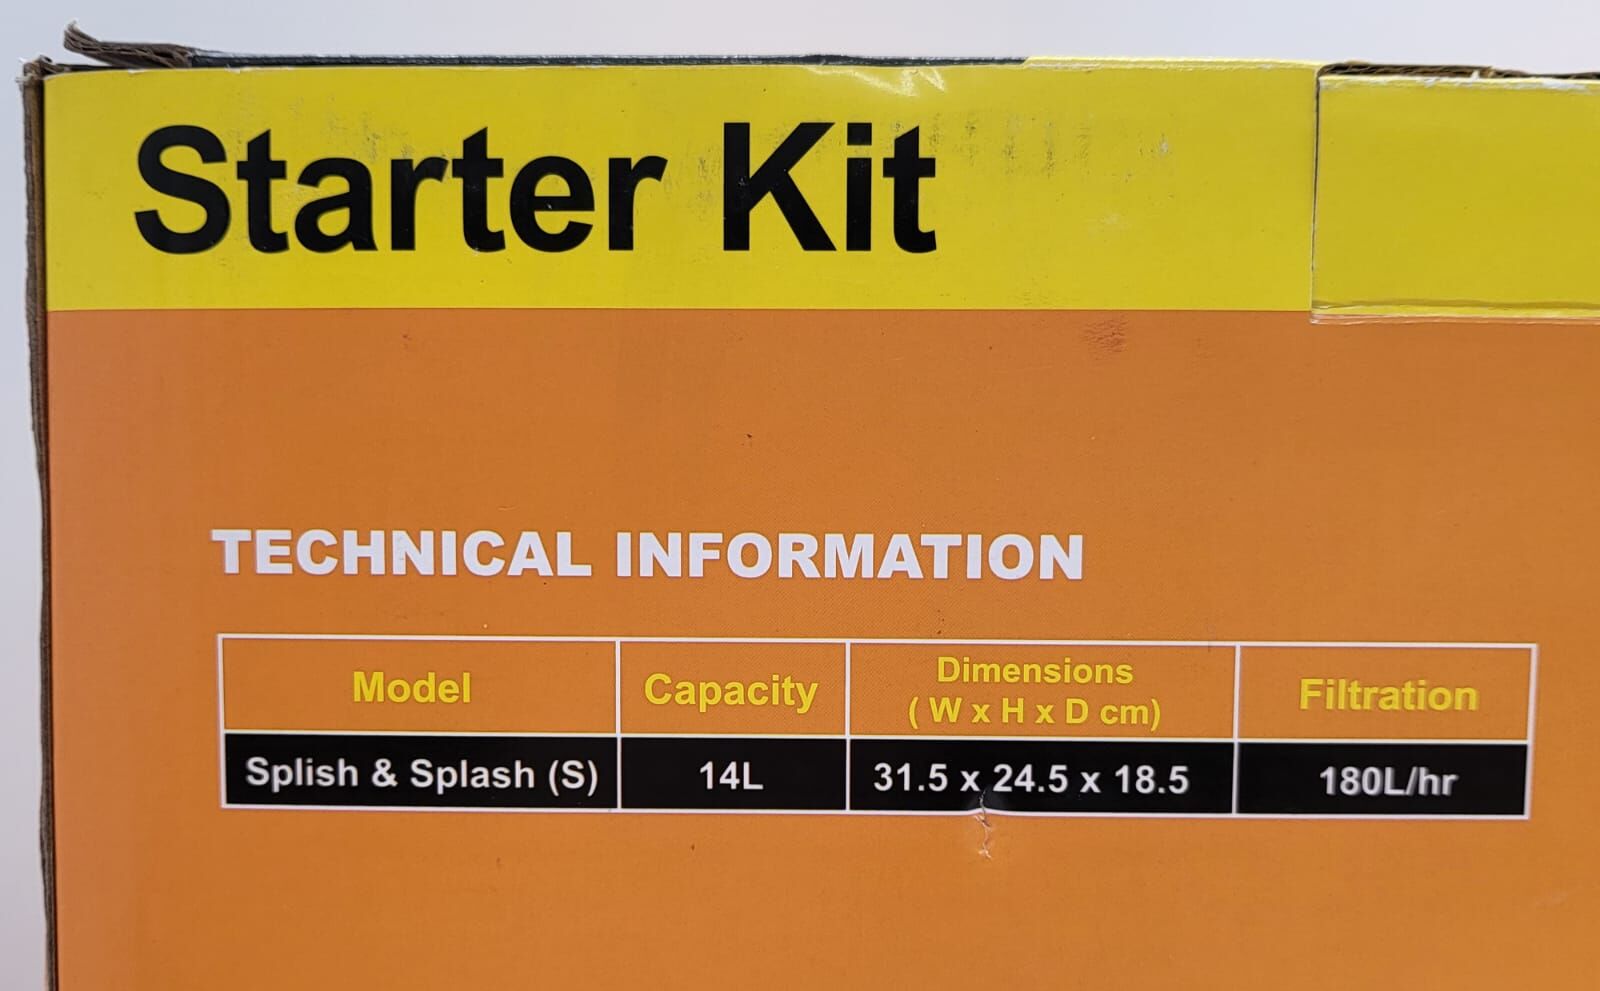 Starter Kit
TECHNICAL INFORMATION
Model Capacity Dimensions ( W x H x D cm) Filtration
Splish & Splash (S) 14L 31.5 x 24.5 x 18.5 180L/hr